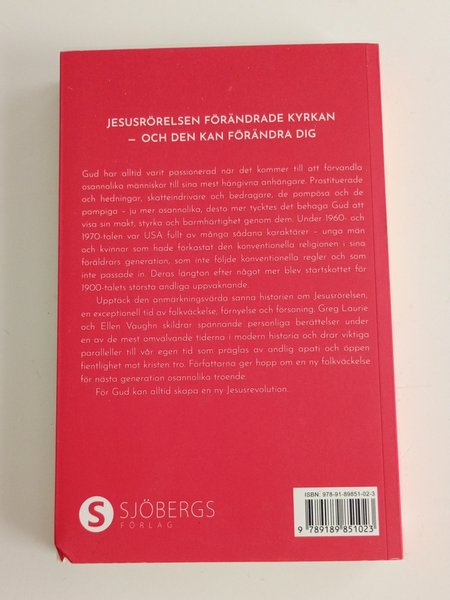 JESUSRÖRELSEN FÖRÄNDRADE KYRKAN
– OCH DEN KAN FÖRÄNDRA DIG
Gud har alltid varit passionerad när det kommer till att förvandla
osannolika människor till sina mest hängivna anhängare. Prostituerade
och hedningar, skatteindrivare och bedragare, de pompösa och de
pompiga – ju mer osannolika, desto mer tycktes det behaga Gud att
visa sin makt, styrka och barmhärtighet genom dem. Under 1960- och
1970-talen var USA fullt av många sådana karaktärer – unga män
och kvinnor som hade förkastat den konventionella religionen i sina
föräldrars generation, som inte följde konventionella regler och som
inte passade in. Deras längtan efter något mer blev startskottet för
1900-talets största andliga uppvaknande.
Upptäck den anmärkningsvärda sanna historien om Jesusrörelsen,
en exceptionell tid av folkväckelse, förnyelse och försoning. Greg Laurie
och Ellen Vaughn skildrar spännande personliga berättelser under
en av de mest omvälvande tiderna i modern historia och drar viktiga
paralleller till vår egen tid som präglas av andlig apati och öppen
fientlighet mot kristen tro. Författarna ger hopp om en ny folkväckelse
för nästa generation osannolika troende.
För Gud kan alltid skapa en ny Jesusrevolution...
ISBN: 978-91-89851-02-3
S SJÖBERGS
FÖRLAG
9 789189 851023